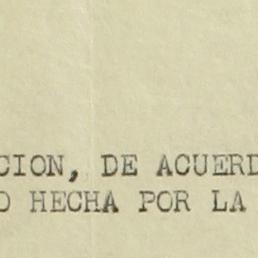 CION, DE ACUERD
O HECHA POR LA